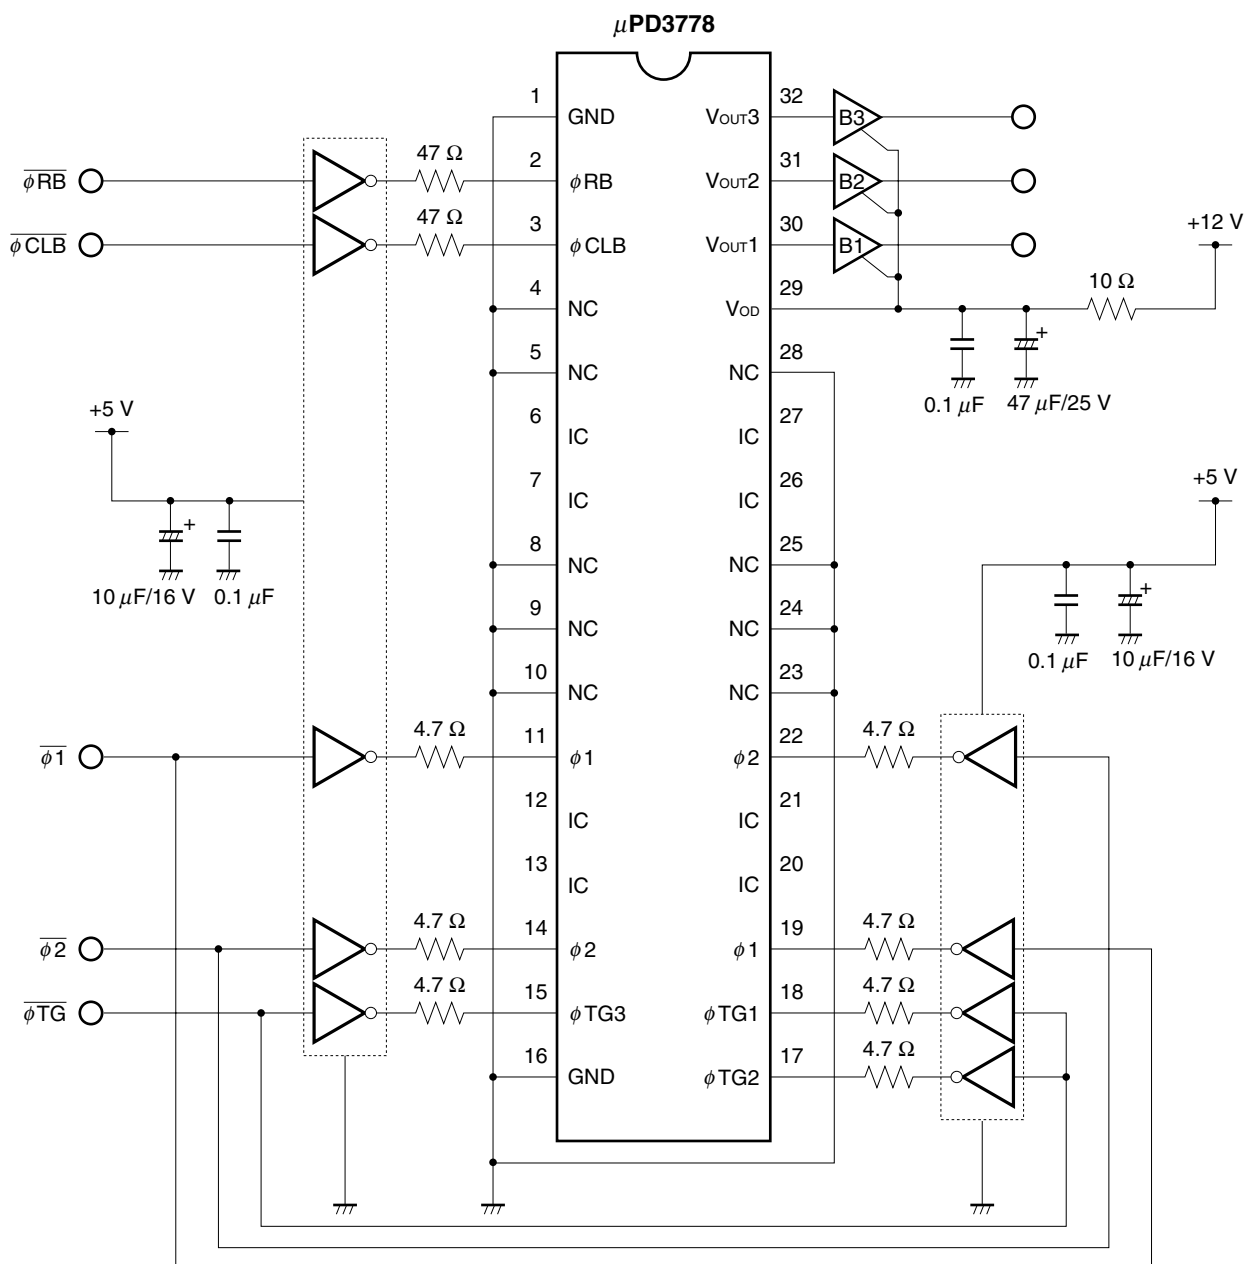 μPD3778
1 GND
φRB 47 Ω 2 φRB
φCLB 47 Ω 3 φCLB
4 NC
5 NC
+5 V
6 IC
7 IC
10 μF/16 V 0.1 μF
8 NC
9 NC
10 NC
φ1 4.7 Ω 11 φ1
12 IC
13 IC
φ2 4.7 Ω 14 φ2
φTG 4.7 Ω 15 φTG3
16 GND
32 VOUT3 B3
31 VOUT2 B2
30 VOUT1 B1
+12 V
29 VOD 10 Ω
0.1 μF 47 μF/25 V
+
28 NC
27 IC
26 IC
+5 V
25 NC
24 NC
+
+
0.1 μF 10 μF/16 V
23 NC
22 φ2 4.7 Ω
21 IC
20 IC
19 φ1 4.7 Ω
18 φTG1 4.7 Ω
17 φTG2 4.7 Ω